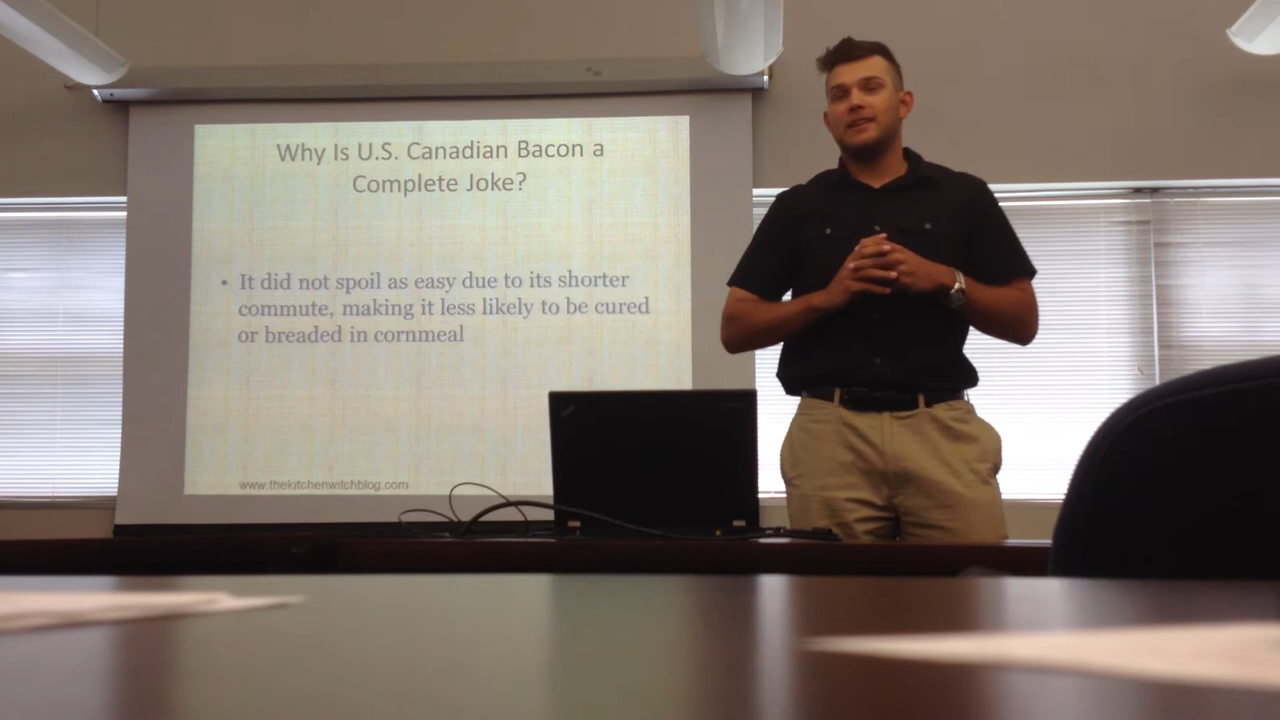 Why Is U.S. Canadian Bacon a
Complete Joke?
• It did not spoil as easy due to its shorter
commute, making it less likely to be cured
or breaded in cornmeal
www.thekitchenwitchblog.com